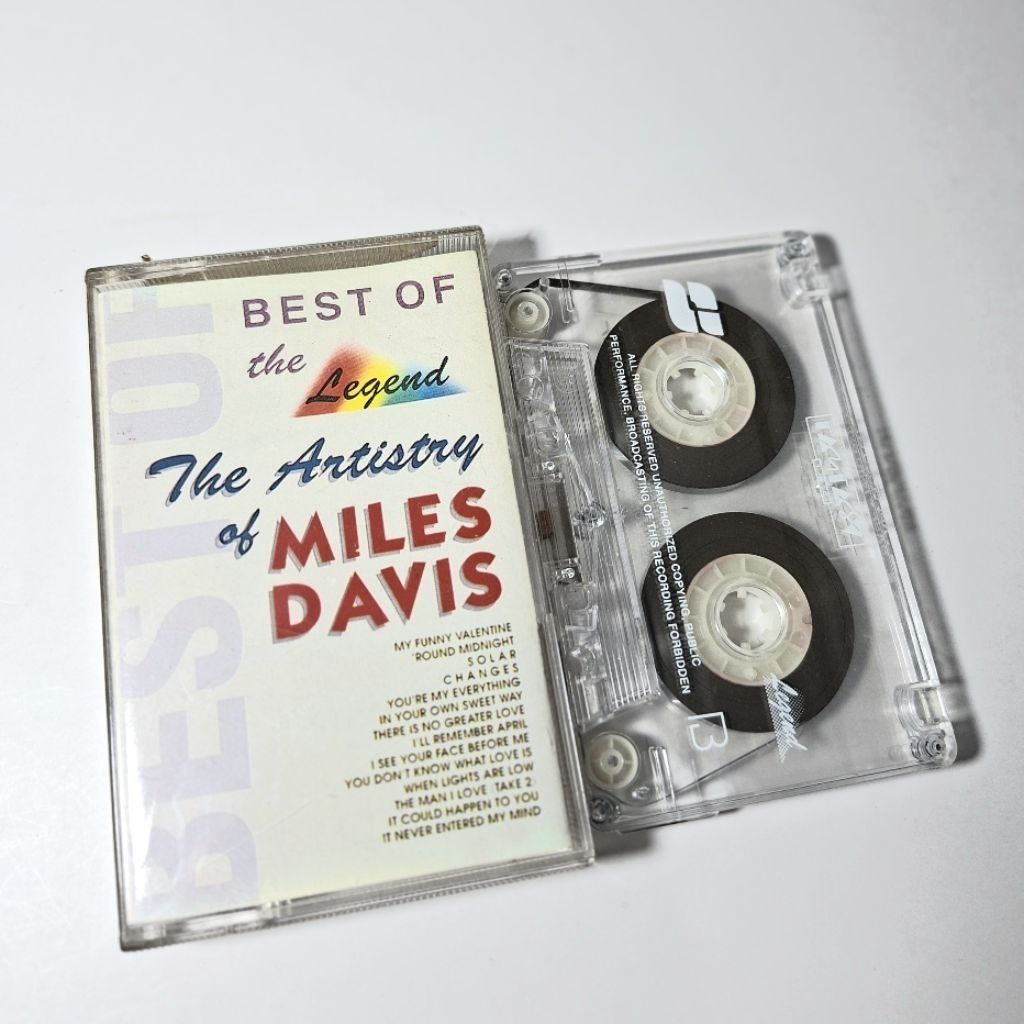 BEST OF
BEST OF
the Legend
The Artistry
of MILES
DAVIS
MY FUNNY VALENTINE
'ROUND MIDNIGHT
SOLAR
CHANGES
YOU'RE MY EVERYTHING
IN YOUR OWN SWEET WAY
THERE IS NO GREATER LOVE
I'LL REMEMBER APRIL
I SEE YOUR FACE BEFORE ME
YOU DON'T KNOW WHAT LOVE IS
WHEN LIGHTS ARE LOW
THE MAN I LOVE (TAKE 2)
IT COULD HAPPEN TO YOU
IT NEVER ENTERED MY MIND
ALL RIGHTS RESERVED UNAUTHORIZED COPYING, PUBLIC
PERFORMANCE, BROADCASTING OF THIS RECORDING FORBIDDEN
Legend
B